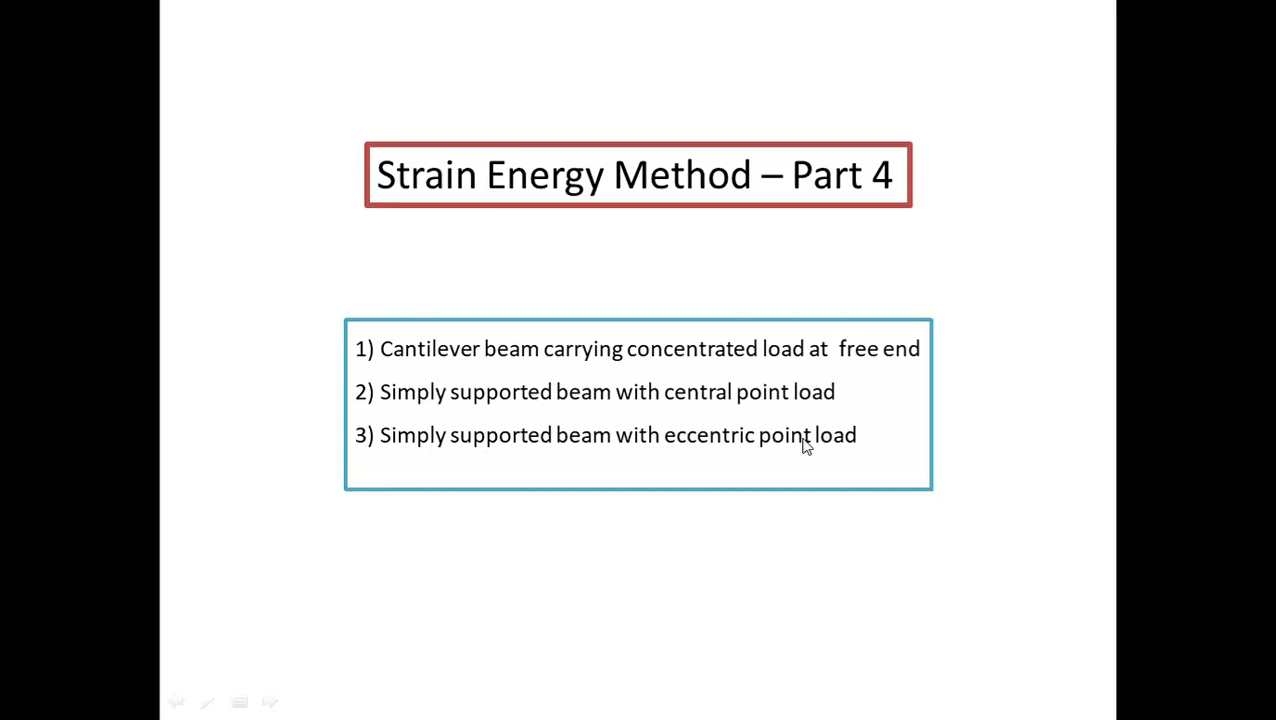 Strain Energy Method – Part 4
1) Cantilever beam carrying concentrated load at  free end
2) Simply supported beam with central point load
3) Simply supported beam with eccentric point load